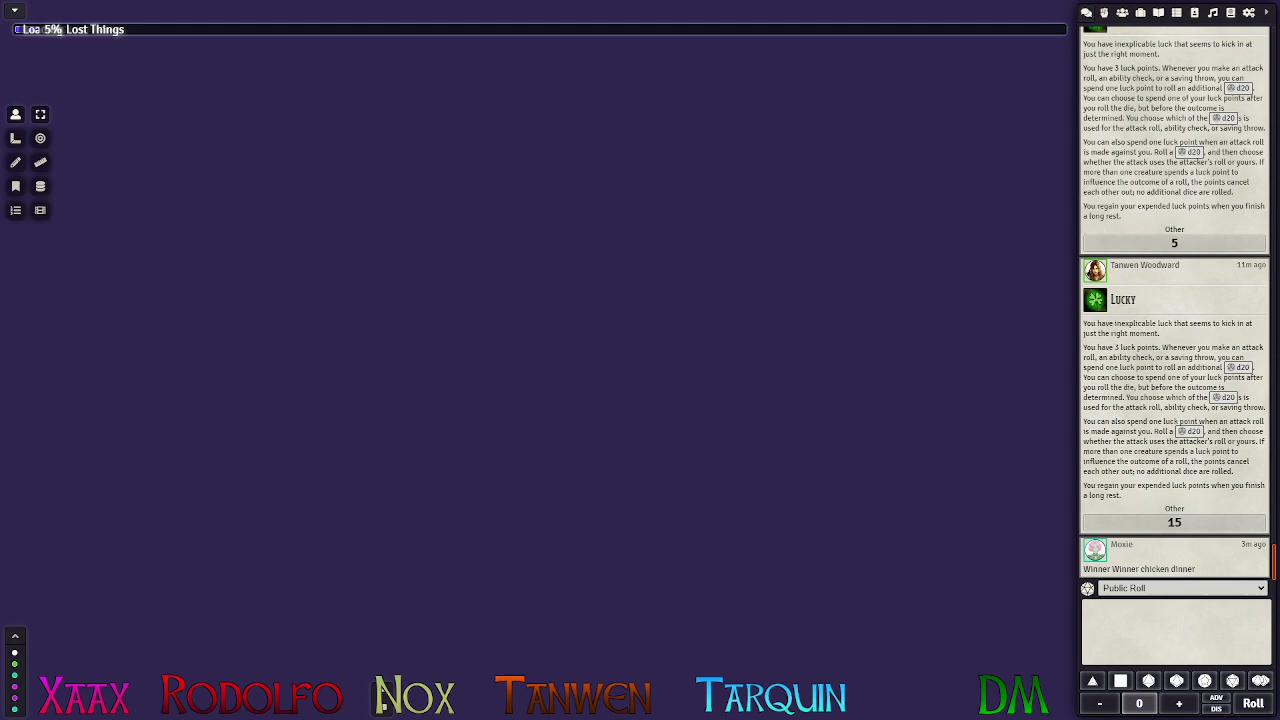 Loa 5% Lost Things
You have inexplicable luck that seems to kick in at
just the right moment.
You have 3 luck points. Whenever you make an attack
roll, an ability check, or a saving throw, you can
spend one luck point to roll an additional d20.
You can choose to spend one of your luck points after
you roll the die, but before the outcome is
determined. You choose which of the d20 s is
used for the attack roll, ability check, or saving throw.
You can also spend one luck point when an attack roll
is made against you. Roll a d20, and then choose
whether the attack uses the attacker's roll or yours. If
more than one creature spends a luck point to
influence the outcome of a roll, the points cancel
each other out; no additional dice are rolled.
You regain your expended luck points when you finish
a long rest.
Other
5
Tanwen Woodward 11m ago
Lucky
You have inexplicable luck that seems to kick in at
just the right moment.
You have 3 luck points. Whenever you make an attack
roll, an ability check, or a saving throw, you can
spend one luck point to roll an additional d20.
You can choose to spend one of your luck points after
you roll the die, but before the outcome is
determined. You choose which of the d20 s is
used for the attack roll, ability check, or saving throw.
You can also spend one luck point when an attack roll
is made against you. Roll a d20, and then choose
whether the attack uses the attacker's roll or yours. If
more than one creature spends a luck point to
influence the outcome of a roll, the points cancel
each other out; no additional dice are rolled.
You regain your expended luck points when you finish
a long rest.
Other
15
Moxie 3m ago
Winner Winner chicken dinner
Public Roll
- 0 + ADV DIS Roll
Xaax Rodolfo Nox Tanwen Tarquin DM